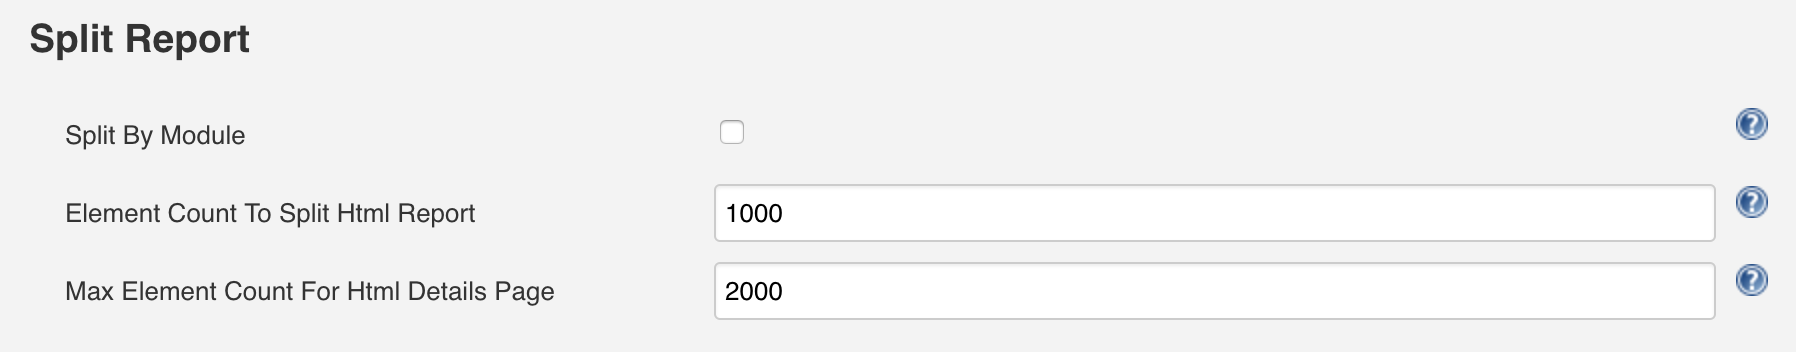 Split Report
Split By Module
Element Count To Split Html Report
1000
Max Element Count For Html Details Page
2000